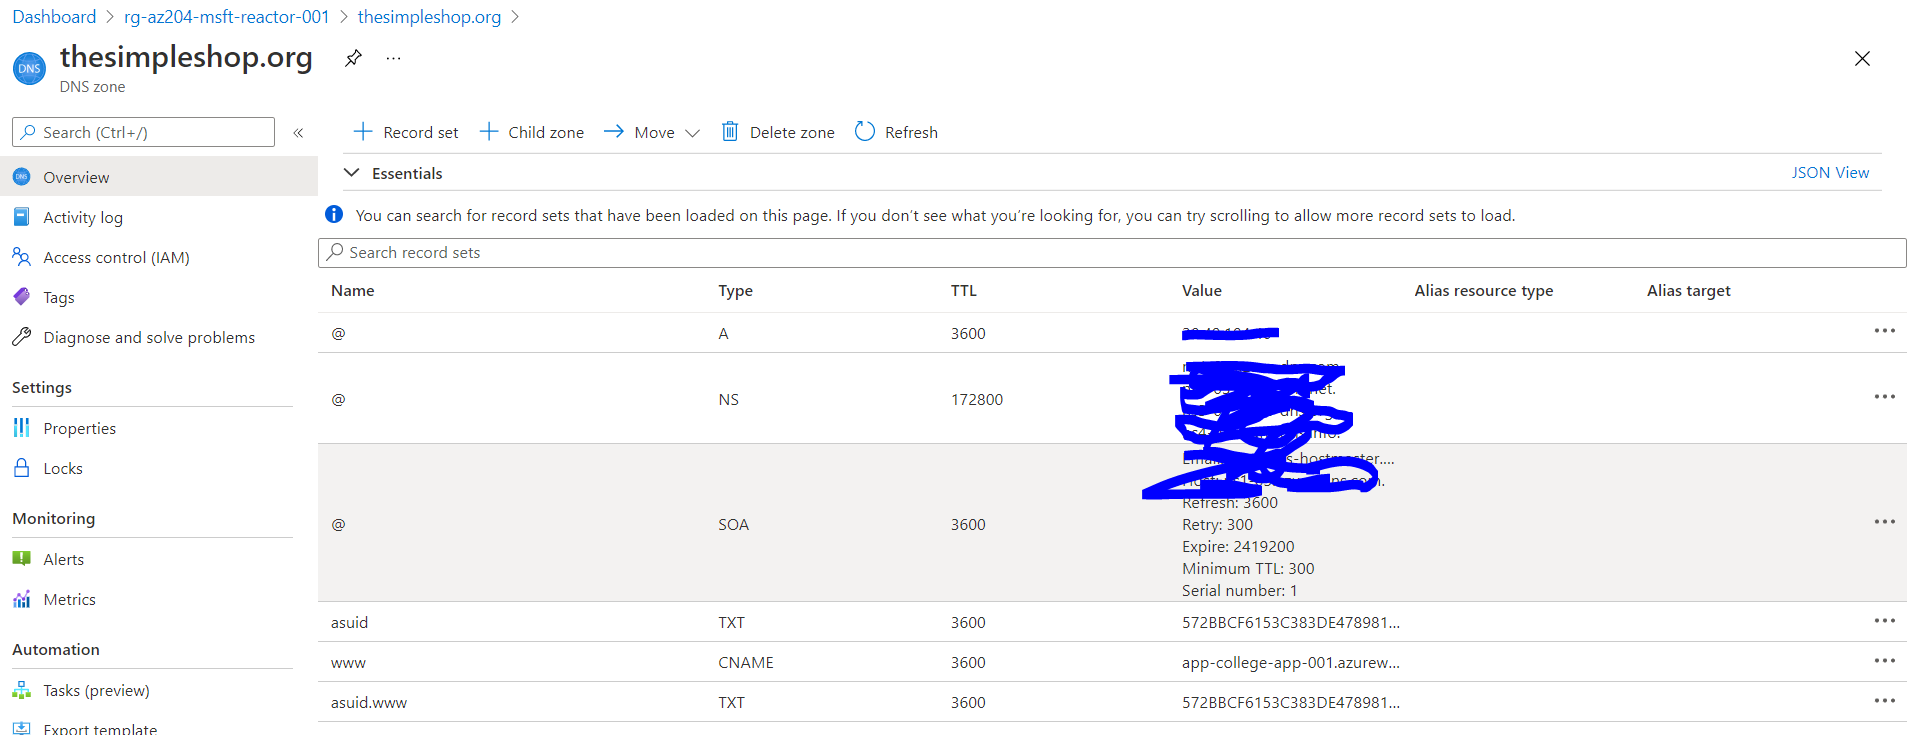 Dashboard > rg-az204-msft-reactor-001 > thesimpleshop.org >
DNS
thesimpleshop.org
DNS zone
Search (Ctrl+/)
Record set
Child zone
Move
Delete zone
Refresh
Essentials
JSON View
You can search for record sets that have been loaded on this page. If you don't see what you're looking for, you can try scrolling to allow more record sets to load.
Search record sets
DNS Overview
Activity log
Access control (IAM)
Tags
Diagnose and solve problems
Settings
Properties
Locks
Monitoring
Alerts
Metrics
Automation
Tasks (preview)
Export template
Name Type TTL Value Alias resource type Alias target
@ A 3600
@ NS 172800
@ SOA 3600
Refresh: 3600
Retry: 300
Expire: 2419200
Minimum TTL: 300
Serial number: 1
asuid TXT 3600 572BBCF6153C383DE478981...
www CNAME 3600 app-college-app-001.azurew...
asuid.www TXT 3600 572BBCF6153C383DE478981...